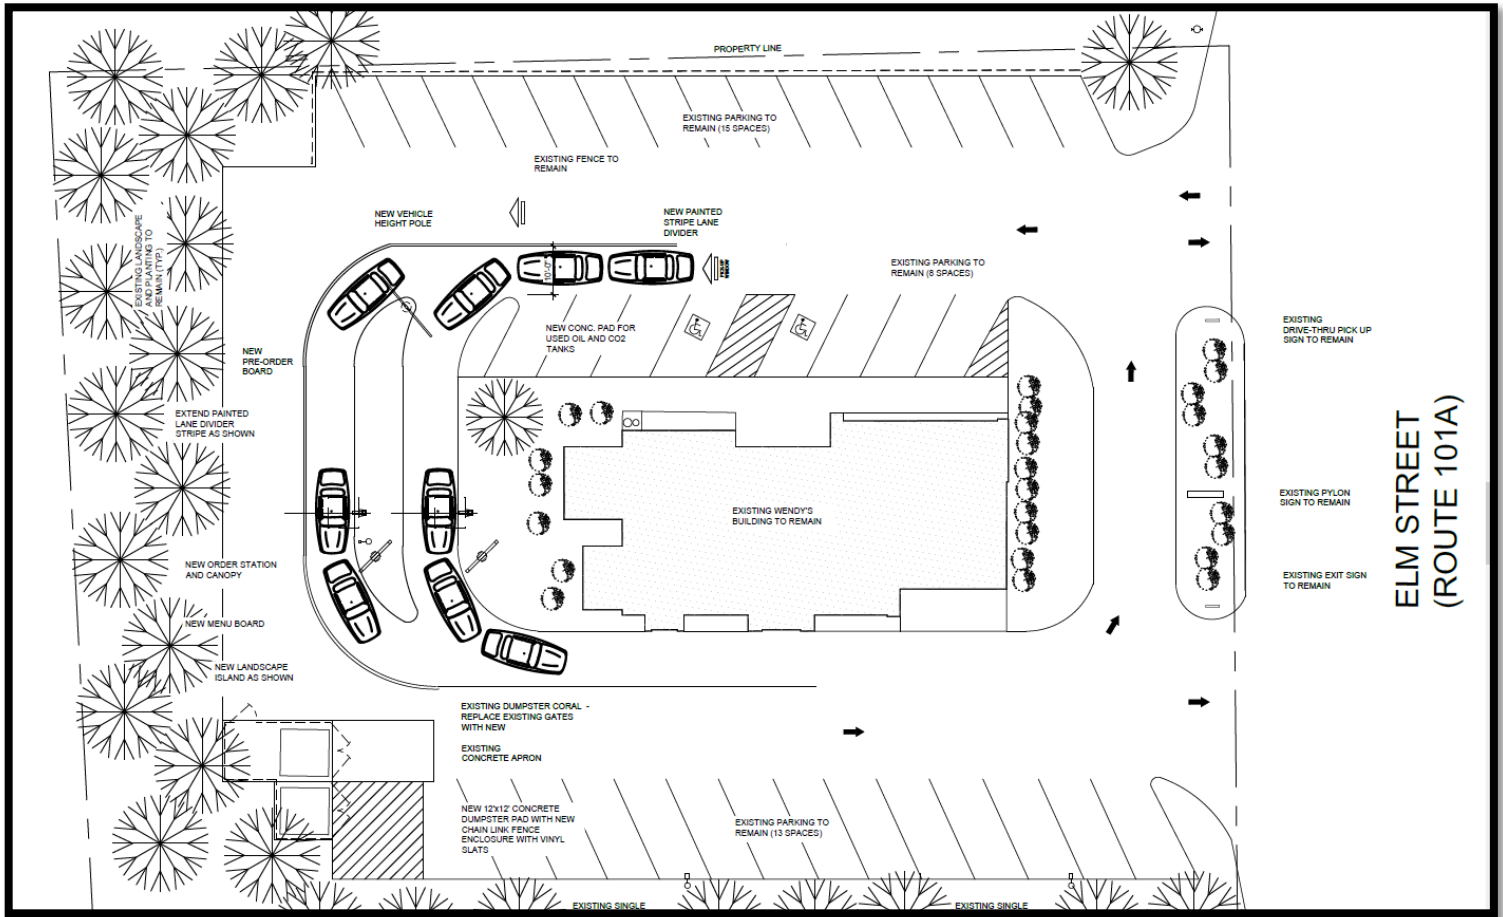 PROPERTY LINE
EXISTING PARKING TO
REMAIN (15 SPACES)
EXISTING FENCE TO
REMAIN
NEW VEHICLE
HEIGHT POLE
NEW PAINTED
STRIPE LANE
DIVIDER
EXISTING LANDSCAPE
AND PLANTING TO
REMAIN (TYP.)
10'-0"
EXISTING PARKING TO
REMAIN (8 SPACES)
NEW CONC. PAD FOR
USED OIL AND CO2
TANKS
EXISTING
DRIVE-THRU PICK UP
SIGN TO REMAIN
NEW
PRE-ORDER
BOARD
EXTEND PAINTED
LANE DIVIDER
STRIPE AS SHOWN
ELM STREET
(ROUTE 101A)
EXISTING PYLON
SIGN TO REMAIN
EXISTING WENDY'S
BUILDING TO REMAIN
NEW ORDER STATION
AND CANOPY
EXISTING EXIT SIGN
TO REMAIN
NEW MENU BOARD
NEW LANDSCAPE
ISLAND AS SHOWN
EXISTING DUMPSTER CORAL -
REPLACE EXISTING GATES
WITH NEW
EXISTING
CONCRETE APRON
NEW 12'x12' CONCRETE
DUMPSTER PAD WITH NEW
CHAIN LINK FENCE
ENCLOSURE WITH VINYL
SLATS
EXISTING PARKING TO
REMAIN (13 SPACES)
EXISTING SINGLE
EXISTING SINGLE